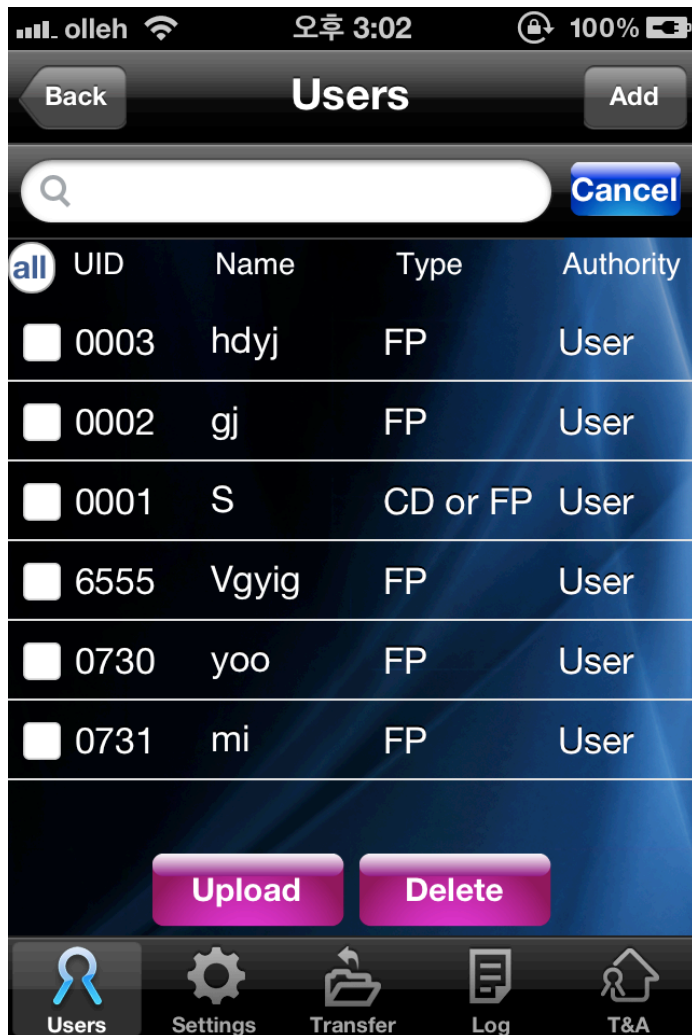 olleh 오후 3:02 100%
Back Users Add
Cancel
all UID Name Type Authority
0003 hdyj FP User
0002 gj FP User
0001 S CD or FP User
6555 Vgyig FP User
0730 yoo FP User
0731 mi FP User
Upload Delete
Users Settings Transfer Log T&A